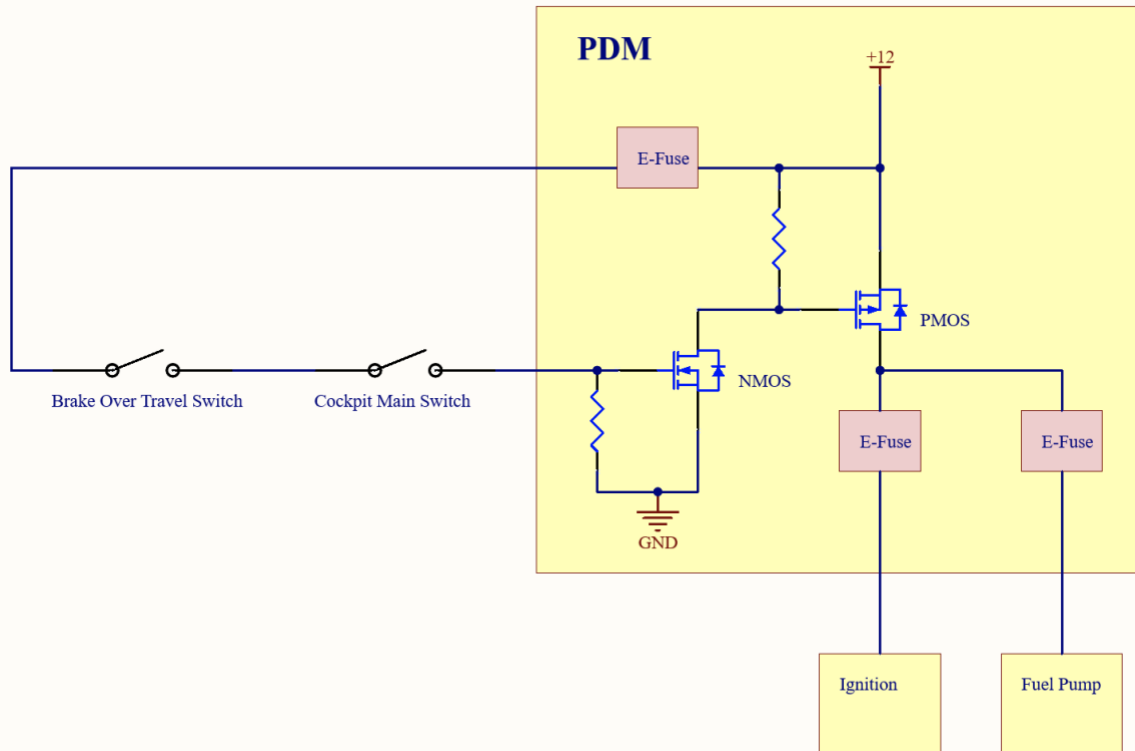 PDM
+12
E-Fuse
PMOS
NMOS
Brake Over Travel Switch
Cockpit Main Switch
E-Fuse
E-Fuse
GND
Ignition
Fuel Pump